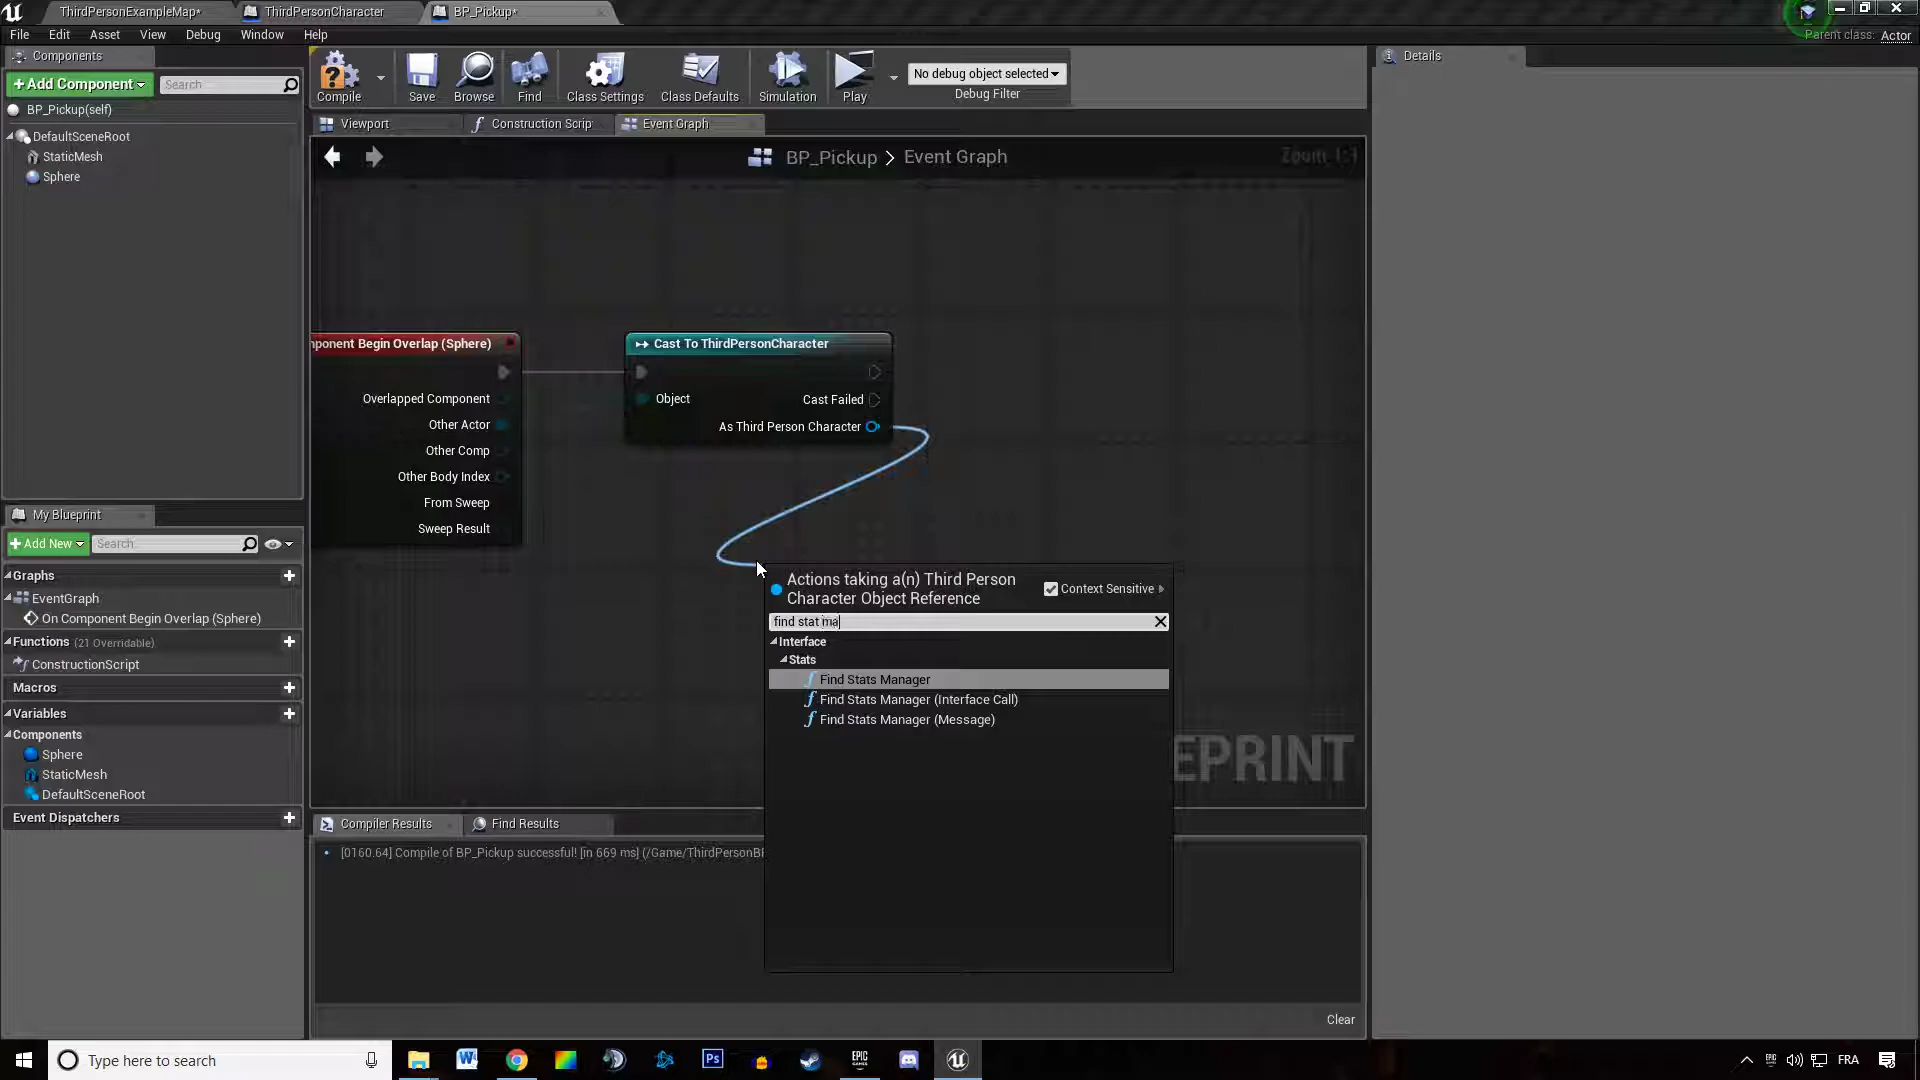 ThirdPersonExampleMap*
ThirdPersonCharacter
BP_Pickup*
File Edit Asset View Debug Window Help
Parent class: Actor
Components
+Add Component
Search
BP_Pickup(self)
DefaultSceneRoot
StaticMesh
Sphere
Compile
Save
Browse
Find
Class Settings
Class Defaults
Simulation
Play
No debug object selected
Debug Filter
Details
Viewport
Construction Scrip
Event Graph
BP_Pickup > Event Graph
Zoom 1:1
mponent Begin Overlap (Sphere)
Overlapped Component
Other Actor
Other Comp
Other Body Index
From Sweep
Sweep Result
Cast To ThirdPersonCharacter
Object
Cast Failed
As Third Person Character
Actions taking a(n) Third Person
Character Object Reference
Context Sensitive
find stat ma
Interface
Stats
Find Stats Manager
Find Stats Manager (Interface Call)
Find Stats Manager (Message)
EPRINT
My Blueprint
+Add New
Search
Graphs
EventGraph
On Component Begin Overlap (Sphere)
Functions (21 Overridable)
ConstructionScript
Macros
Variables
Components
Sphere
StaticMesh
DefaultSceneRoot
Event Dispatchers
Compiler Results
Find Results
[0160.64] Compile of BP_Pickup successful! [in 669 ms] (/Game/ThirdPersonBP
Clear
Type here to search
Ps
EPIC
GAMES
FRA